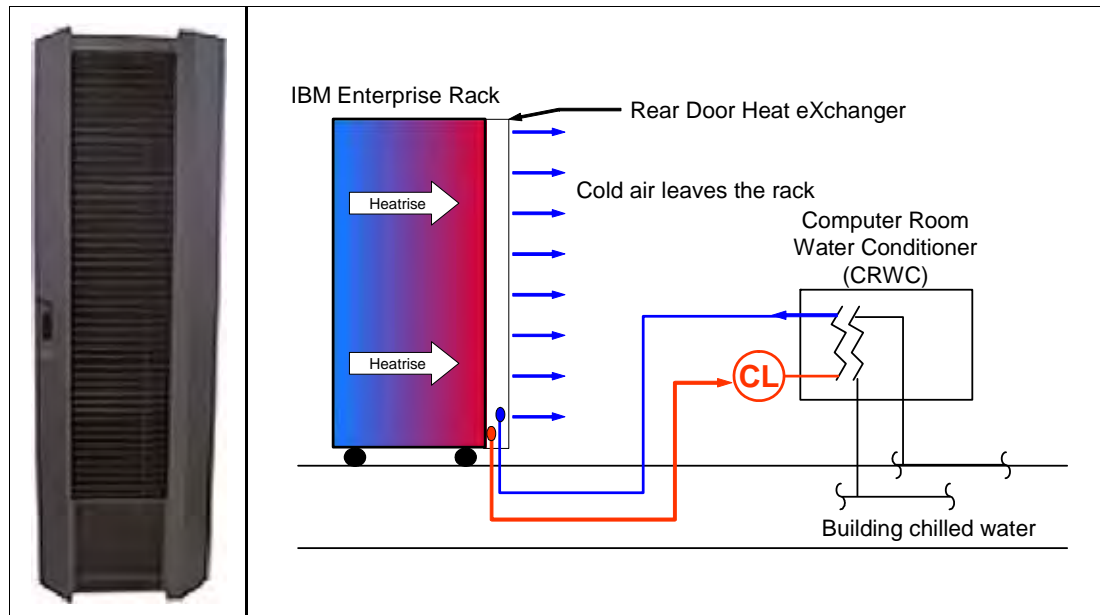 IBM Enterprise Rack
Rear Door Heat eXchanger
Heatrise
Cold air leaves the rack
Computer Room
Water Conditioner
(CRWC)
Heatrise
CL
Building chilled water